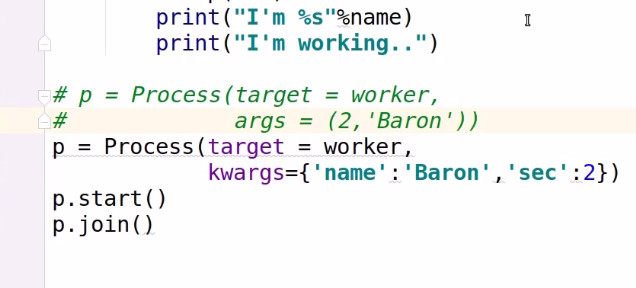 print("I'm %s"%name)
print("I'm working..")
# p = Process(target = worker,
# args = (2,'Baron'))
p = Process(target = worker,
kwargs={'name':'Baron','sec':2})
p.start()
p.join()